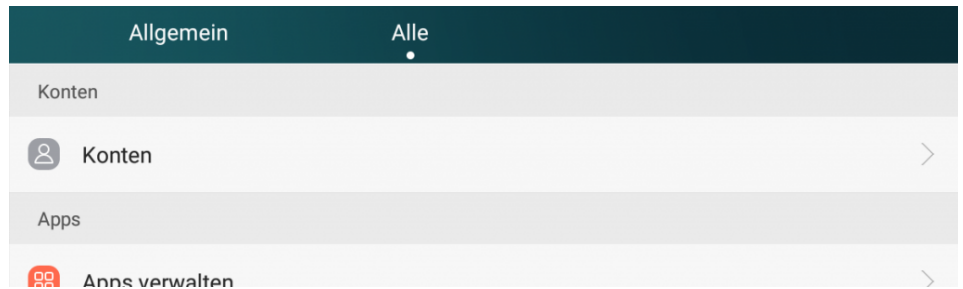 Allgemein Alle
Konten
Konten
Apps
Apps verwalten